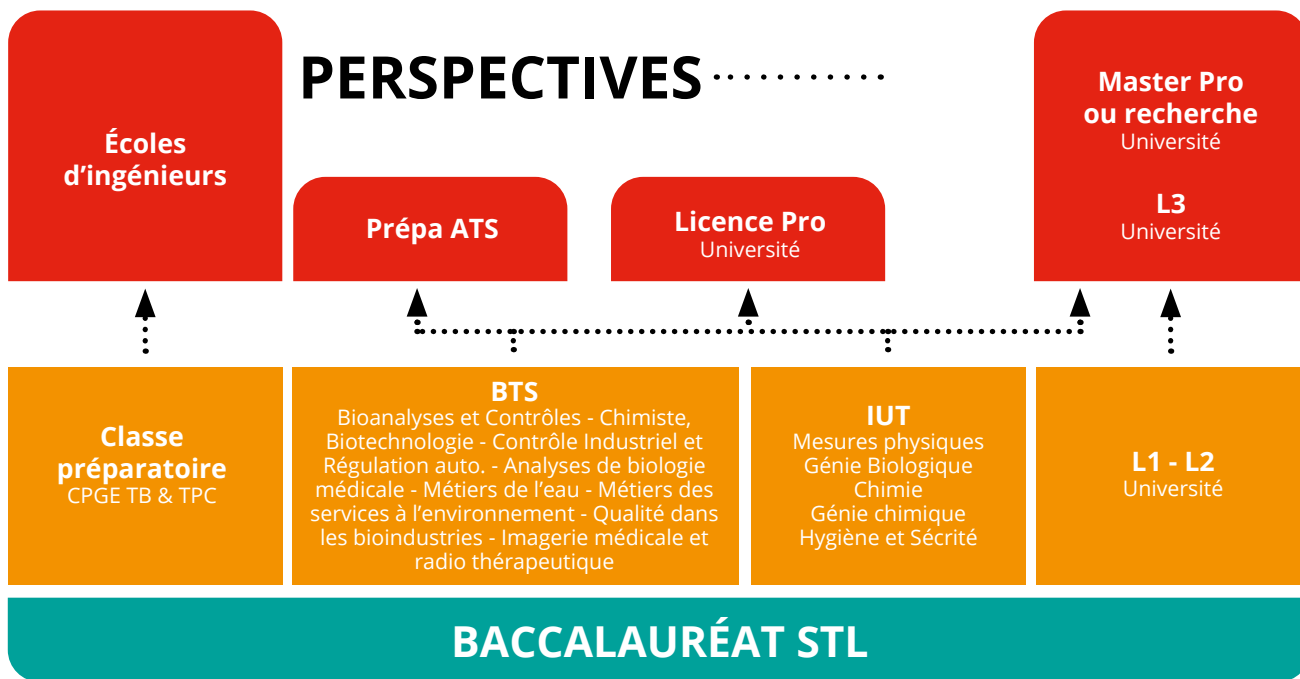 PERSPECTIVES
Écoles
d'ingénieurs
Prépa ATS
Licence Pro
Université
Master Pro
ou recherche
Université
L3
Université
Classe
préparatoire
CPGE TB & TPC
BTS
Bioanalyses et Contrôles - Chimiste,
Biotechnologie - Contrôle Industriel et
Régulation auto. - Analyses de biologie
médicale - Métiers de l'eau - Métiers des
services à l'environnement - Qualité dans
les bioindustries - Imagerie médicale et
radio thérapeutique
IUT
Mesures physiques
Génie Biologique
Chimie
Génie chimique
Hygiène et Sécrité
L1 - L2
Université
BACCALAURÉAT STL